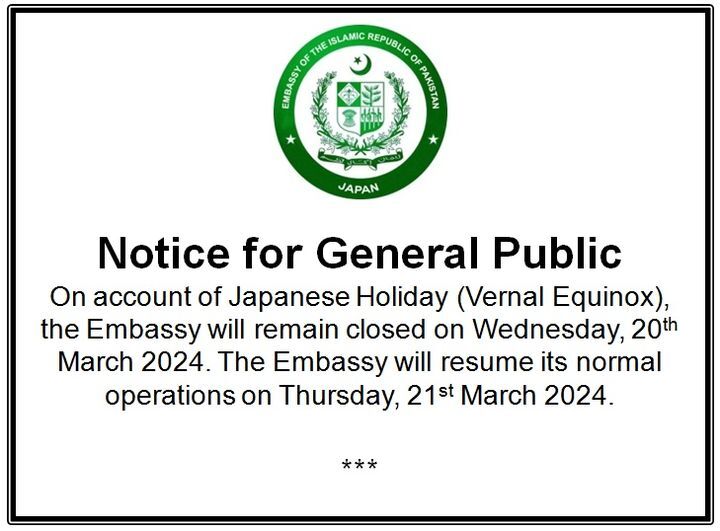 EMBASSY OF THE ISLAMIC REPUBLIC OF PAKISTAN
JAPAN
Notice for General Public
On account of Japanese Holiday (Vernal Equinox),
the Embassy will remain closed on Wednesday, 20th
March 2024. The Embassy will resume its normal
operations on Thursday, 21st March 2024.
***